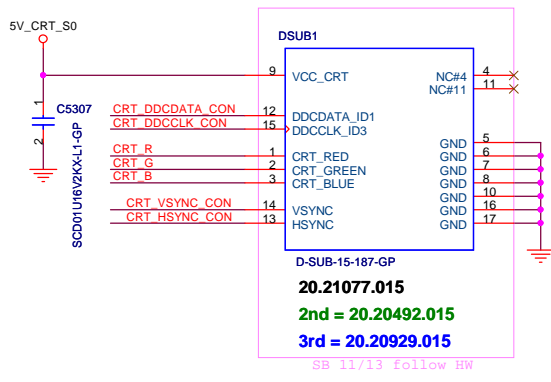 5V_CRT_S0
DSUB1
9 VCC_CRT NC#4 4
NC#11 11
1 C5307
CRT_DDCDATA_CON 12 DDCDATA_ID1
CRT_DDCCLK_CON 15 DDCCLK_ID3
2
SCD01U16V2KX-L1-GP
GND 5
CRT_R 1 CRT_RED GND 6
CRT_G 2 CRT_GREEN GND 7
CRT_B 3 CRT_BLUE GND 8
GND 10
CRT_VSYNC_CON 14 VSYNC GND 16
CRT_HSYNC_CON 13 HSYNC GND 17
D-SUB-15-187-GP
20.21077.015
2nd = 20.20492.015
3rd = 20.20929.015
SB 11/13 follow HW